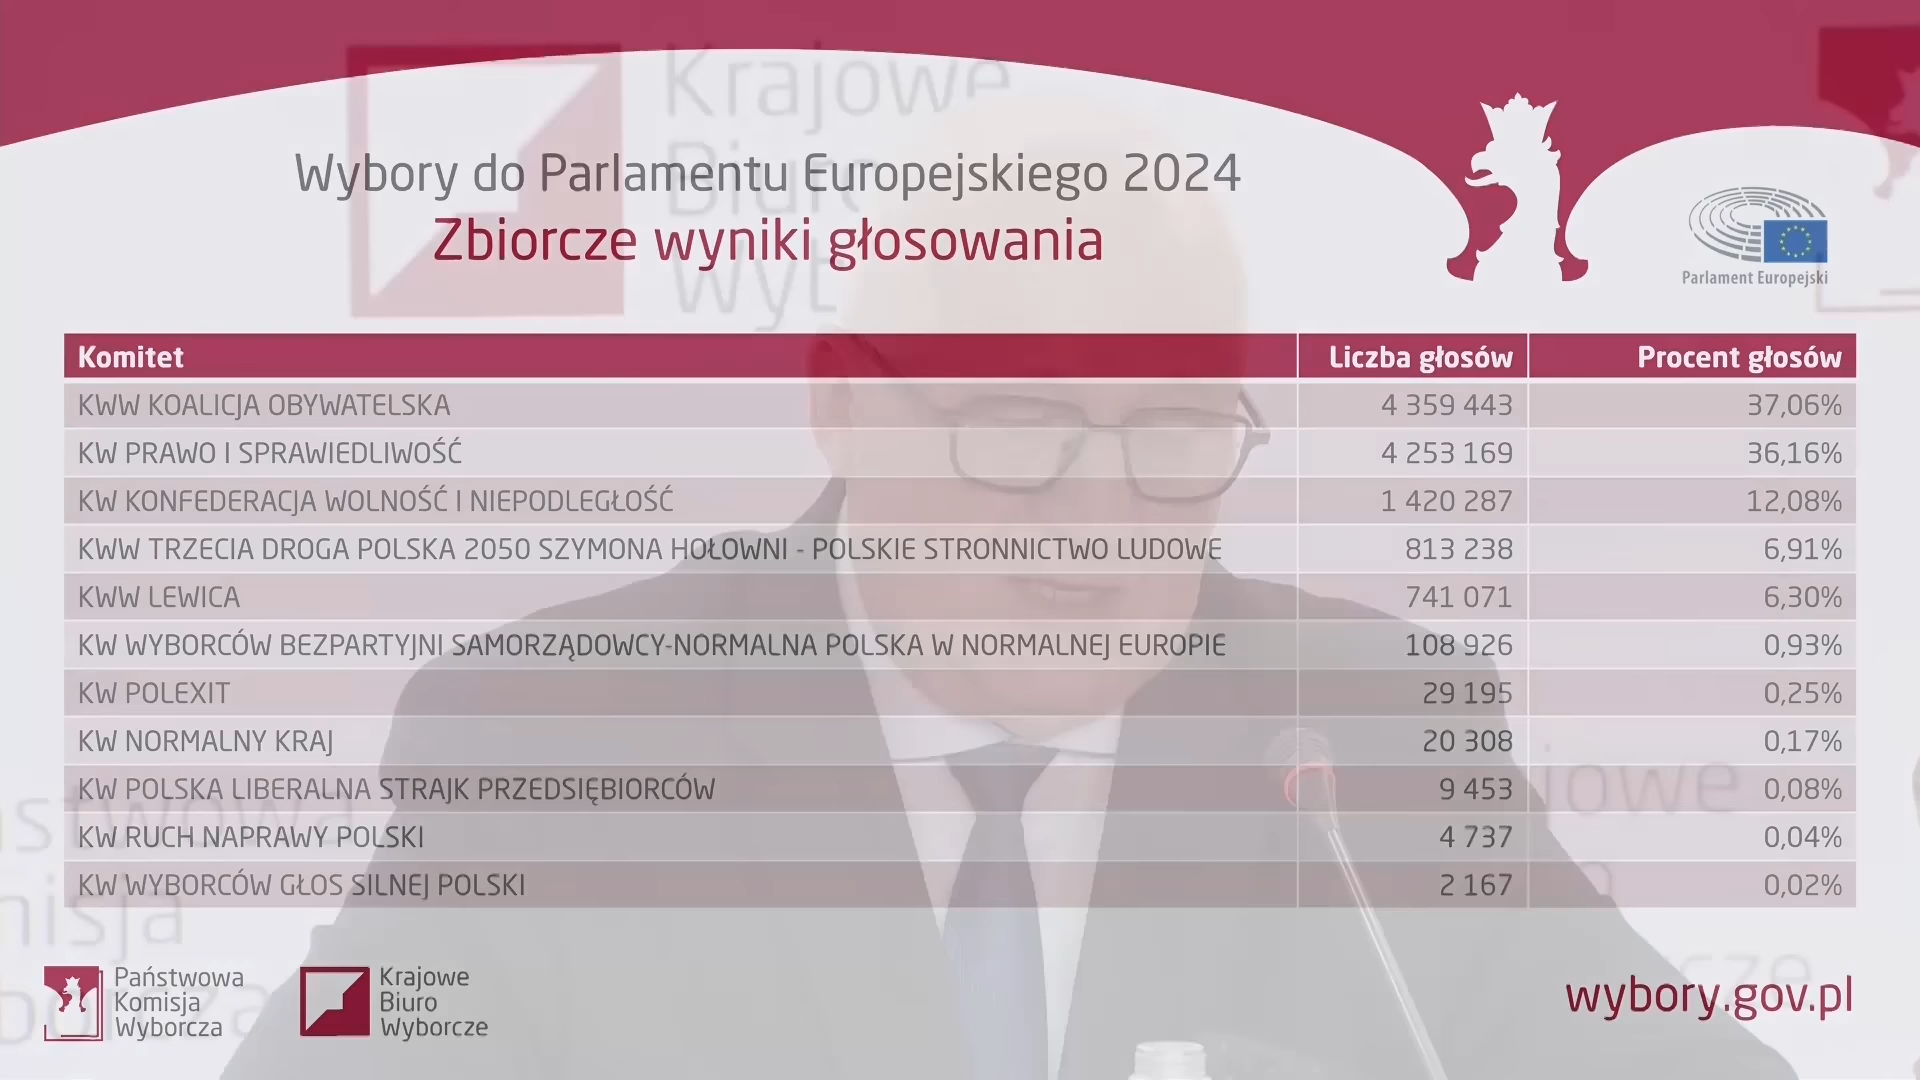 Krajowe
Biuro
Wyb
Wybory do Parlamentu Europejskiego 2024
Zbiorcze wyniki głosowania
Parlament Europejski
Komitet Liczba głosów Procent głosów
KWW KOALICJA OBYWATELSKA 4 359 443 37,06%
KW PRAWO I SPRAWIEDLIWOŚĆ 4 253 169 36,16%
KW KONFEDERACJA WOLNOŚĆ I NIEPODLEGŁOŚĆ 1 420 287 12,08%
KWW TRZECIA DROGA POLSKA 2050 SZYMONA HOŁOWNI - POLSKIE STRONNICTWO LUDOWE 813 238 6,91%
KWW LEWICA 741 071 6,30%
KW WYBORCÓW BEZPARTYJNI SAMORZĄDOWCY-NORMALNA POLSKA W NORMALNEJ EUROPIE 108 926 0,93%
KW POLEXIT 29 195 0,25%
KW NORMALNY KRAJ 20 308 0,17%
KW POLSKA LIBERALNA STRAJK PRZEDSIĘBIORCÓW 9 453 0,08%
KW RUCH NAPRAWY POLSKI 4 737 0,04%
KW WYBORCÓW GŁOS SILNEJ POLSKI 2 167 0,02%
Państwowa
Komisja
Wyborcza
Krajowe
Biuro
Wyborcze
wybory.gov.pl